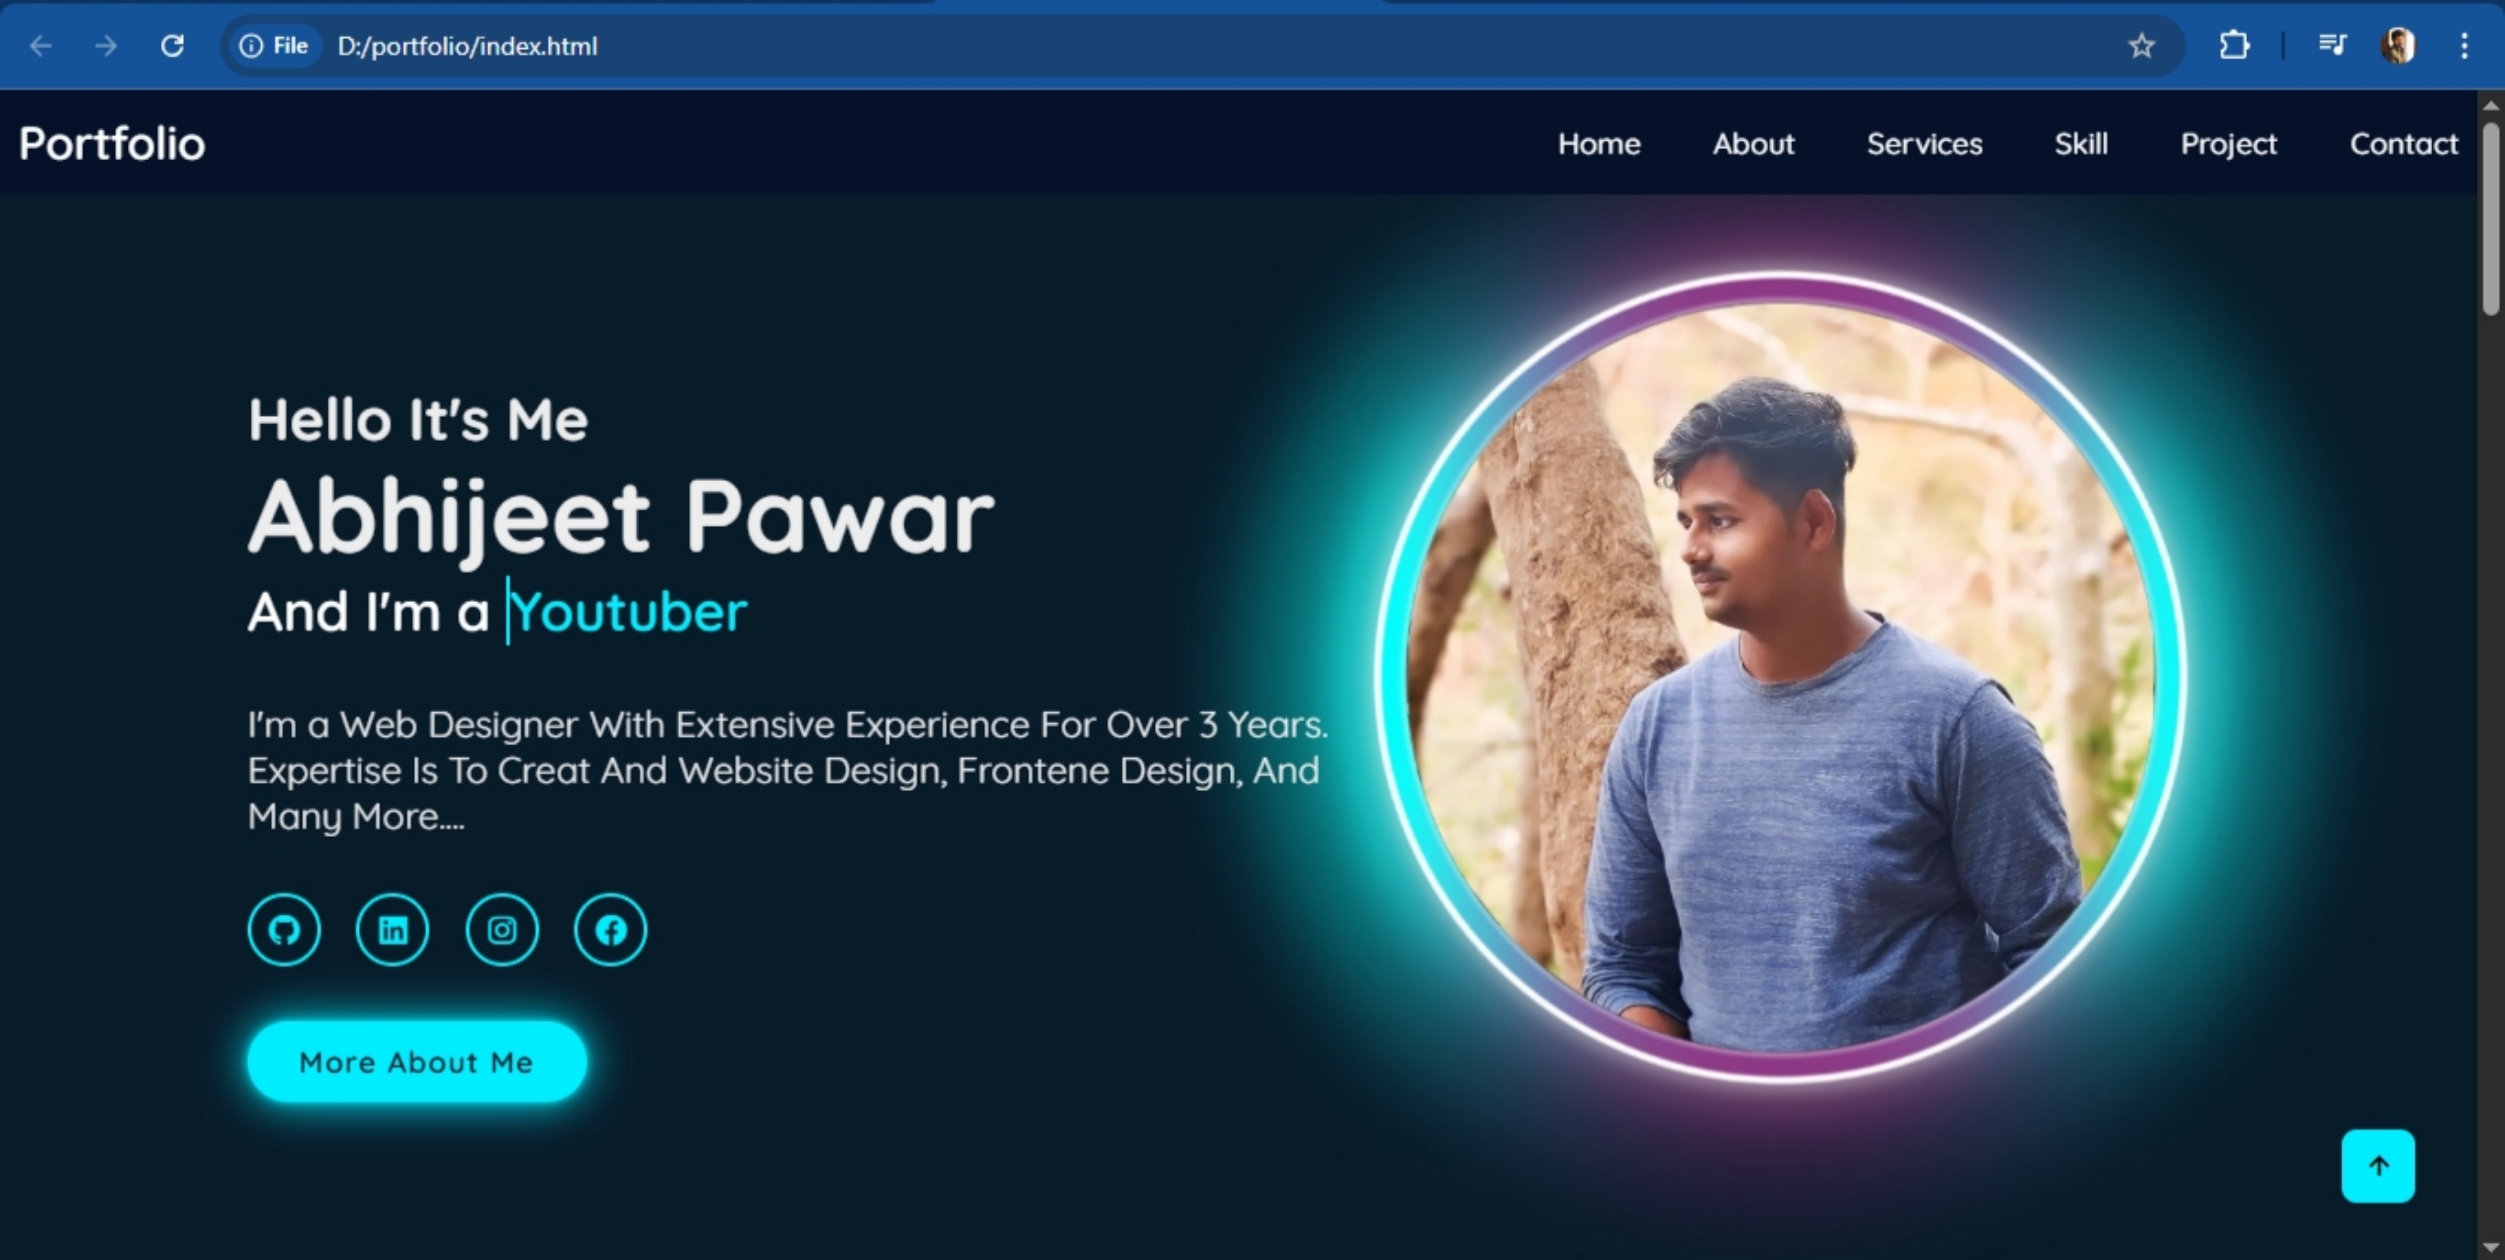 File D:/portfolio/index.html
Portfolio Home About Services Skill Project Contact
Hello It's Me
Abhijeet Pawar
And I'm a Youtuber
I'm a Web Designer With Extensive Experience For Over 3 Years.
Expertise Is To Creat And Website Design, Frontene Design, And
Many More....
in
More About Me